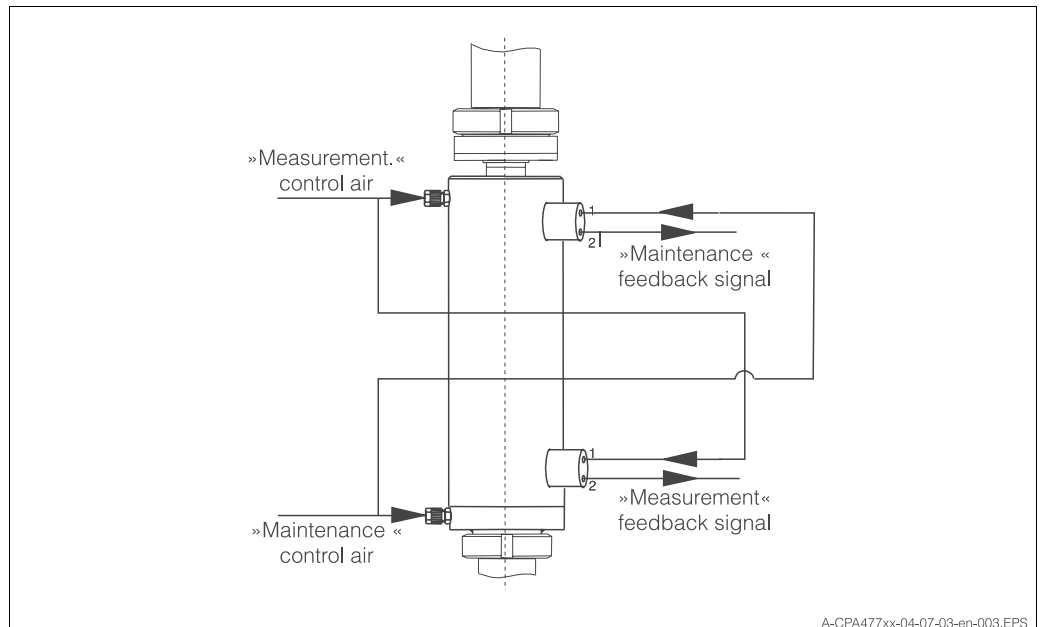 »Measurement.«
control air
1
2
»Maintenance «
feedback signal
1
2
»Measurement«
feedback signal
»Maintenance «
control air
A-CPA477xx-04-07-03-en-003.EPS